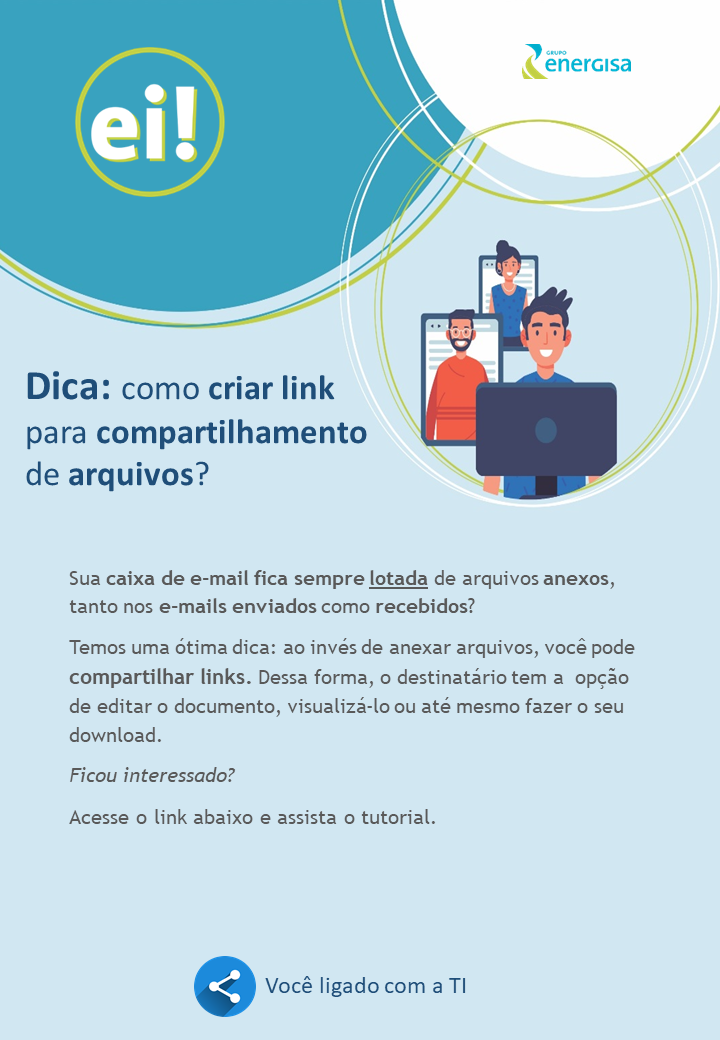 ei!
GRUPO
energisa
Dica: como criar link
para compartilhamento
de arquivos?
Sua caixa de e-mail fica sempre lotada de arquivos anexos,
tanto nos e-mails enviados como recebidos?
Temos uma ótima dica: ao invés de anexar arquivos, você pode
compartilhar links. Dessa forma, o destinatário tem a opção
de editar o documento, visualizá-lo ou até mesmo fazer o seu
download.
Ficou interessado?
Acesse o link abaixo e assista o tutorial.
Você ligado com a TI